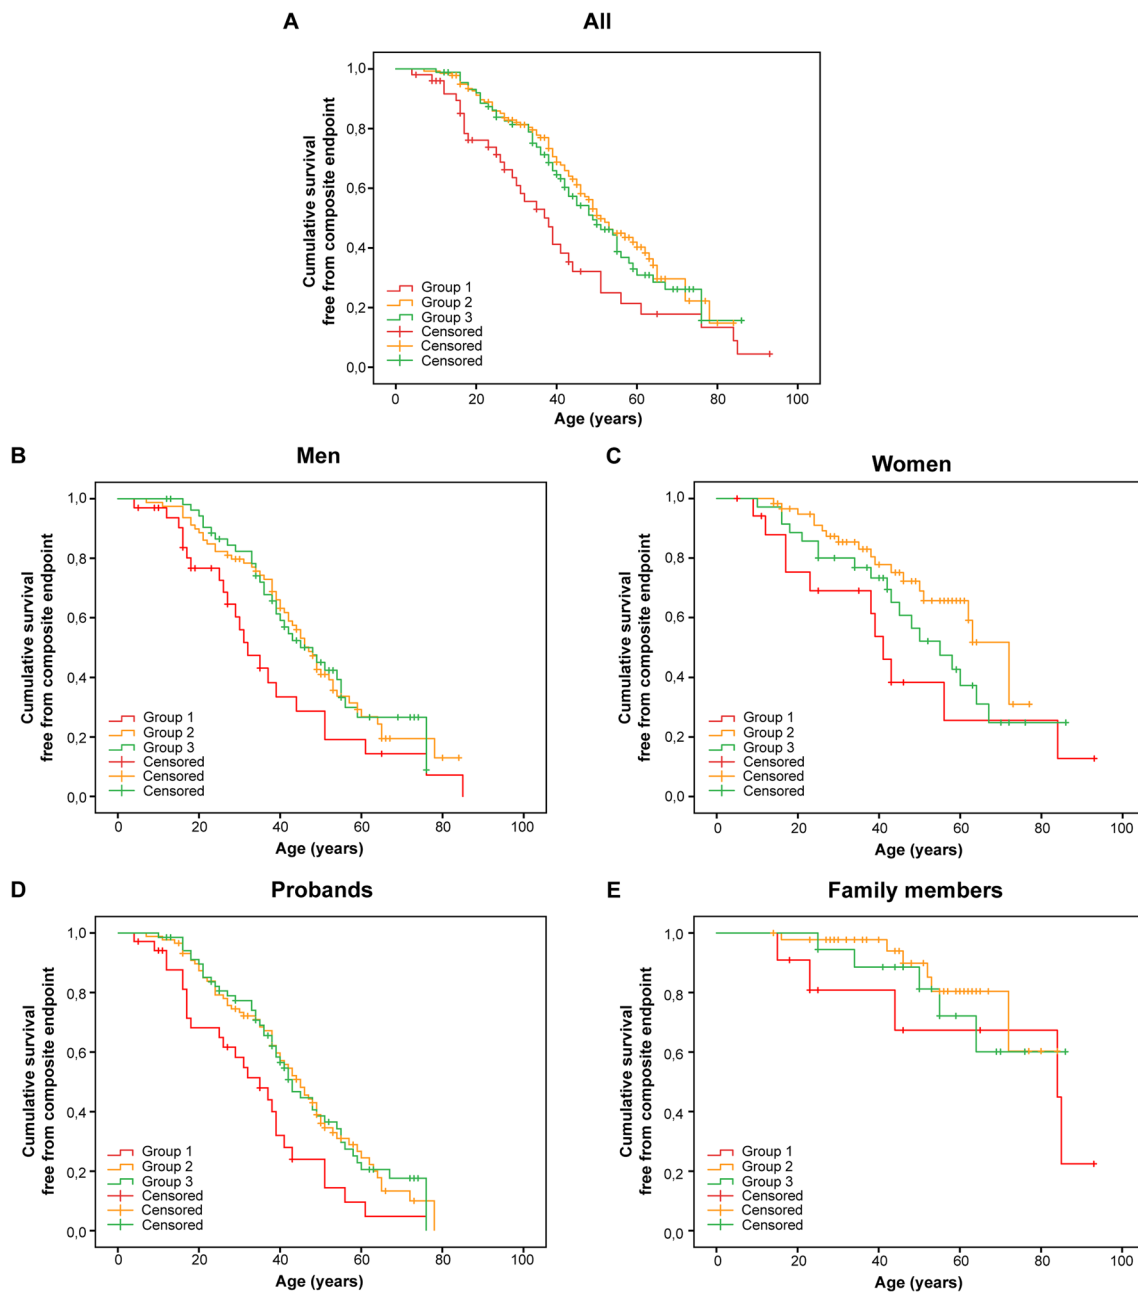 A
All
Cumulative survival
free from composite endpoint
1,0
0,8
0,6
0,4
0,2
0,0
Group 1
Group 2
Group 3
Censored
Censored
Censored
0 20 40 60 80 100
Age (years)
B
Men
Cumulative survival
free from composite endpoint
1,0
0,8
0,6
0,4
0,2
0,0
Group 1
Group 2
Group 3
Censored
Censored
Censored
0 20 40 60 80 100
Age (years)
C
Women
Cumulative survival
free from composite endpoint
1,0
0,8
0,6
0,4
0,2
0,0
Group 1
Group 2
Group 3
Censored
Censored
Censored
0 20 40 60 80 100
Age (years)
D
Probands
Cumulative survival
free from composite endpoint
1,0
0,8
0,6
0,4
0,2
0,0
Group 1
Group 2
Group 3
Censored
Censored
Censored
0 20 40 60 80 100
Age (years)
E
Family members
Cumulative survival
free from composite endpoint
1,0
0,8
0,6
0,4
0,2
0,0
Group 1
Group 2
Group 3
Censored
Censored
Censored
0 20 40 60 80 100
Age (years)